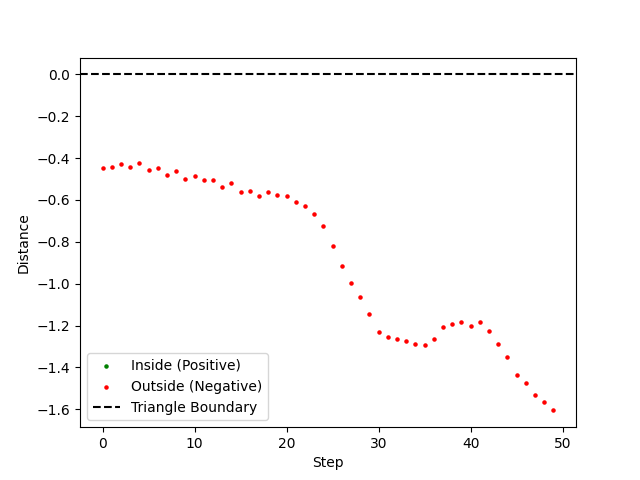 0.0
−0.2
−0.4
−0.6
−0.8
−1.0
−1.2
−1.4
−1.6
Distance
Inside (Positive)
Outside (Negative)
Triangle Boundary
0 10 20 30 40 50
Step